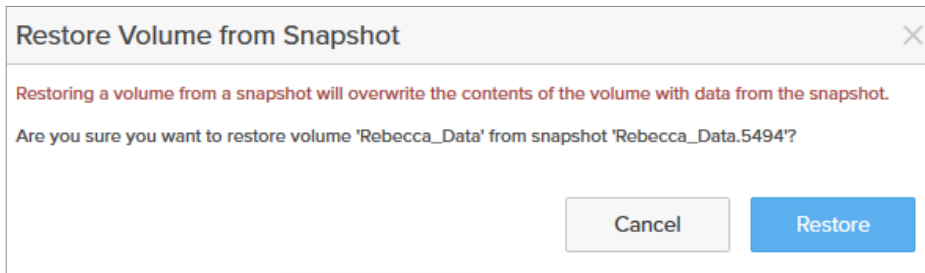 Restore Volume from Snapshot
Restoring a volume from a snapshot will overwrite the contents of the volume with data from the snapshot.
Are you sure you want to restore volume 'Rebecca_Data' from snapshot 'Rebecca_Data.5494'?
Cancel
Restore